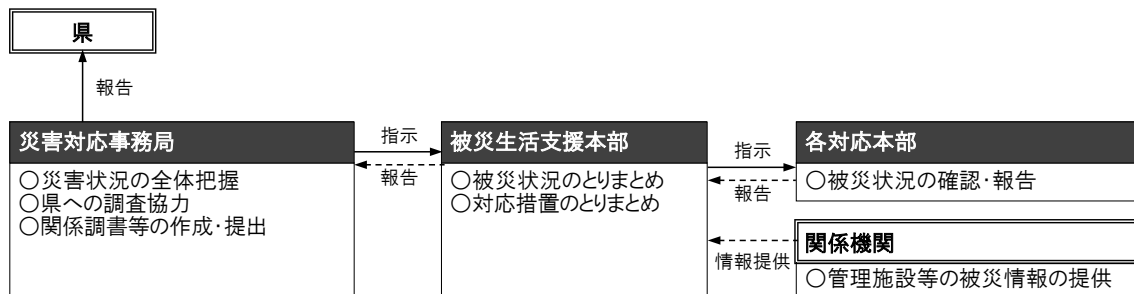 県
報告
災害対応事務局
○災害状況の全体把握
○県への調査協力
○関係調書等の作成･提出
指示
報告
被災生活支援本部
○被災状況のとりまとめ
○対応措置のとりまとめ
指示
報告
各対応本部
○被災状況の確認･報告
情報提供
関係機関
○管理施設等の被災情報の提供